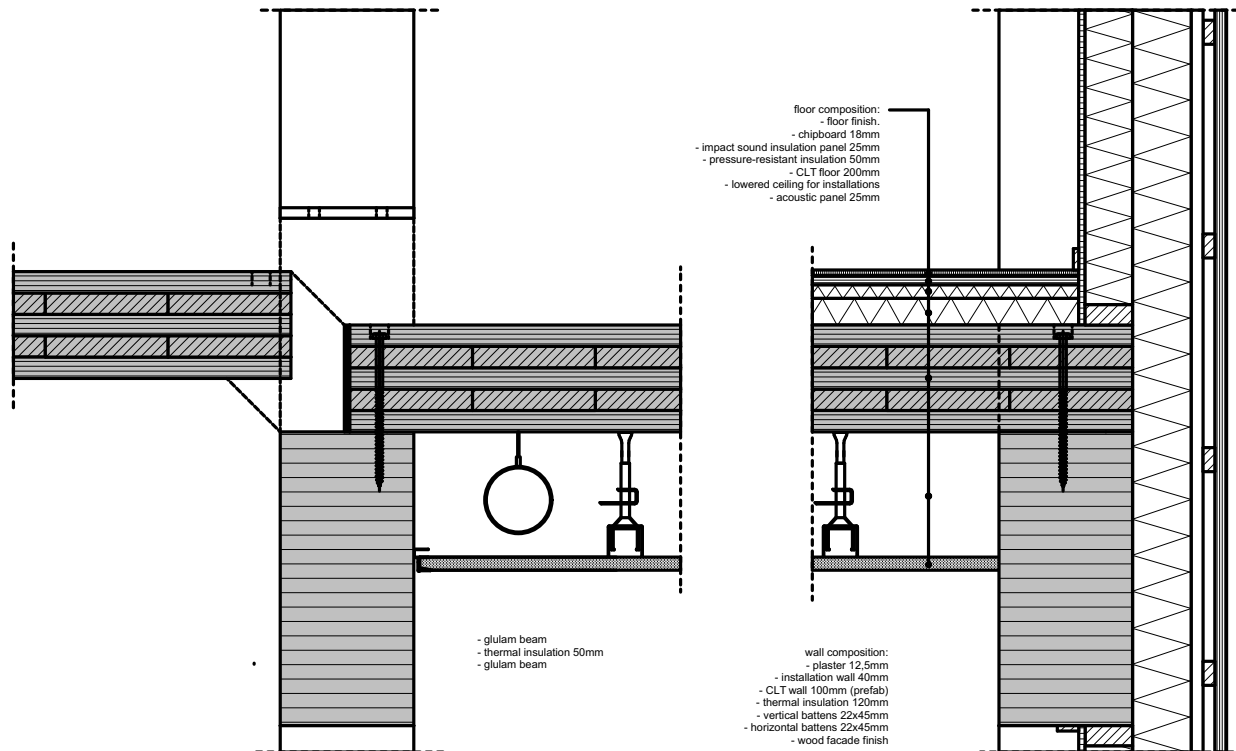 floor composition:
- floor finish.
- chipboard 18mm
- impact sound insulation panel 25mm
- pressure-resistant insulation 50mm
- CLT floor 200mm
- lowered ceiling for installations
- acoustic panel 25mm
- glulam beam
- thermal insulation 50mm
- glulam beam
wall composition:
- plaster 12,5mm
- installation wall 40mm
- CLT wall 100mm (prefab)
- thermal insulation 120mm
- vertical battens 22x45mm
- horizontal battens 22x45mm
- wood facade finish